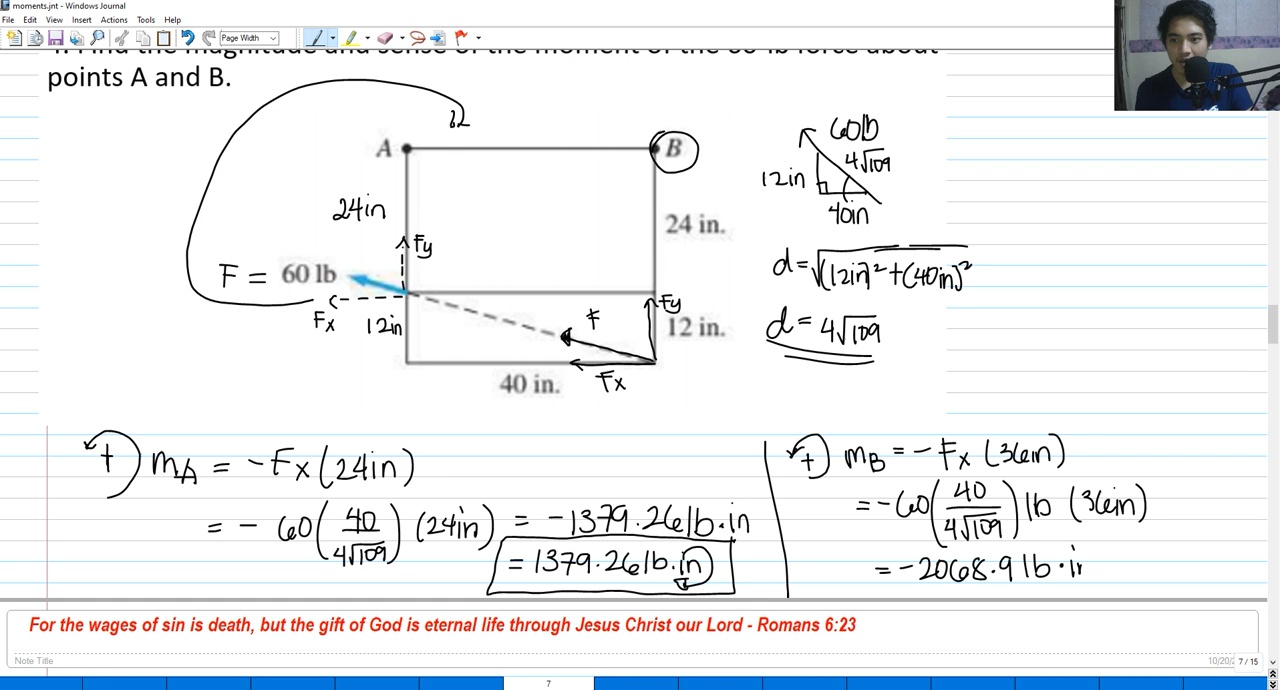 moments.jnt - Windows Journal
File Edit View Insert Actions Tools Help
Page Width
points A and B.
A
B
24in
24 in.
Fy
F = 60 lb
Fx
12in
F
Fy
12 in.
40 in.
Fx
60lb
4√109
12in
40in
d=√(12in)²+(40in)²
d= 4√109
+ mA = -Fx(24in)
= - 60(40/4√109)(24in) = -1379.26lb.in
= 1379.26lb.in
+ mB = -Fx(36in)
= -60(40/4√109)lb (36in)
= -2068.9lb.in
For the wages of sin is death, but the gift of God is eternal life through Jesus Christ our Lord - Romans 6:23
Note Title
7 / 15
7